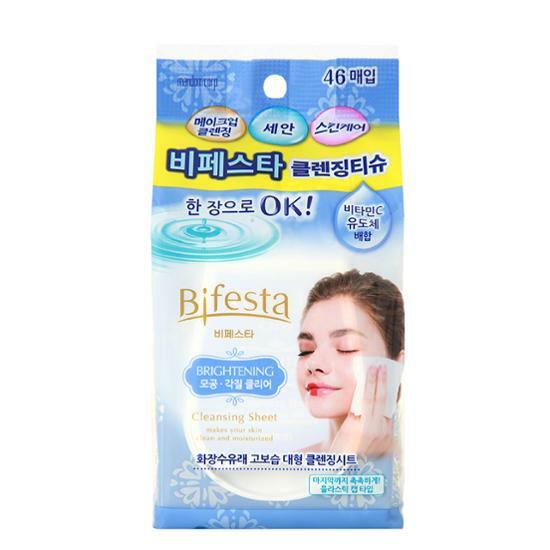 mandom corp
46 매입
메이크업
클렌징
세안
스킨케어
비페스타 클렌징티슈
한 장으로 OK!
비타민C
유도체
배합
Bifesta
비페스타
BRIGHTENING
모공·각질 클리어
Cleansing Sheet
makes your skin
clean and moisturized
화장수유래 고보습 대형 클렌징시트
마지막까지 촉촉하게!
플라스틱 캡 타입